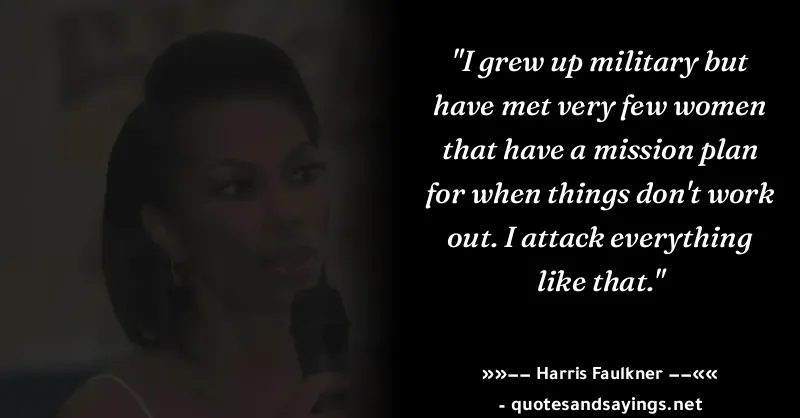 "I grew up military but
have met very few women
that have a mission plan
for when things don't work
out. I attack everything
like that."
»»−− Harris Faulkner −−««
- quotesandsayings.net